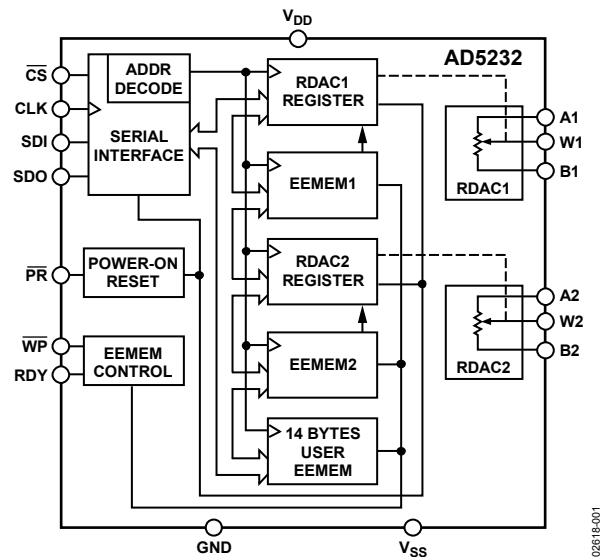 VDD
AD5232
CS
CLK
SDI
SDO
ADDR
DECODE
SERIAL
INTERFACE
RDAC1
REGISTER
EEMEM1
RDAC2
REGISTER
EEMEM2
14 BYTES
USER
EEMEM
PR
POWER-ON
RESET
WP
RDY
EEMEM
CONTROL
A1
W1
B1
RDAC1
A2
W2
B2
RDAC2
GND
VSS
02618-001